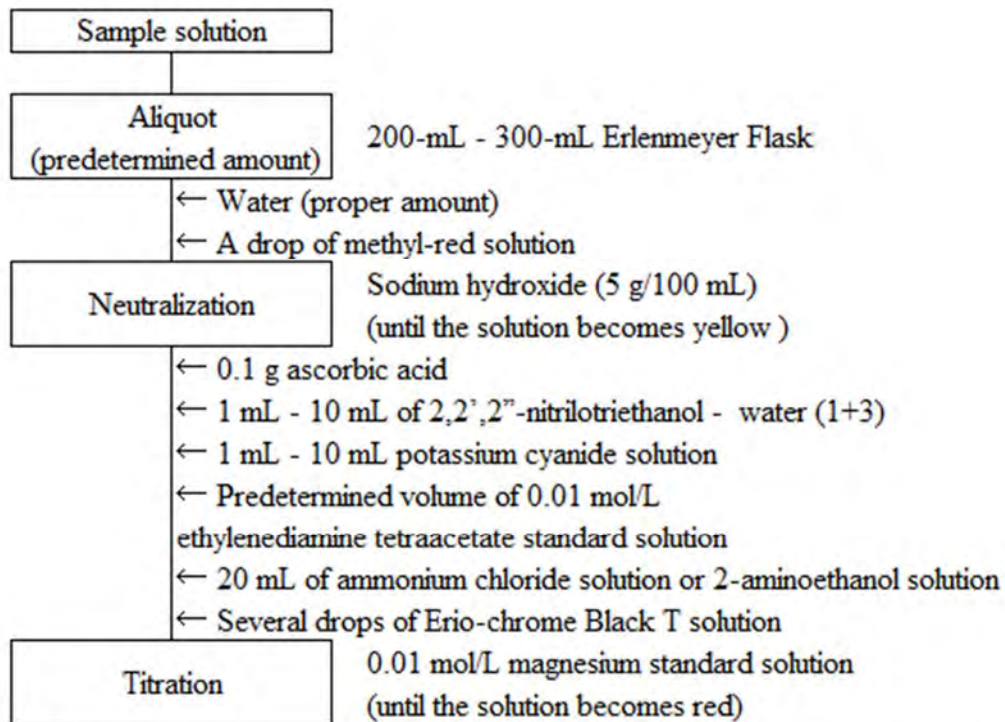 Sample solution
Aliquot
(predetermined amount)
200-mL - 300-mL Erlenmeyer Flask
← Water (proper amount)
← A drop of methyl-red solution
Neutralization
Sodium hydroxide (5 g/100 mL)
(until the solution becomes yellow )
← 0.1 g ascorbic acid
← 1 mL - 10 mL of 2,2’,2”-nitrilotriethanol - water (1+3)
← 1 mL - 10 mL potassium cyanide solution
← Predetermined volume of 0.01 mol/L
ethylenediamine tetraacetate standard solution
← 20 mL of ammonium chloride solution or 2-aminoethanol solution
← Several drops of Erio-chrome Black T solution
Titration
0.01 mol/L magnesium standard solution
(until the solution becomes red)